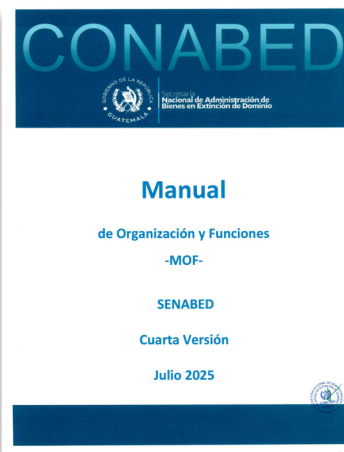 CONABED
GOBIERNO DE LA REPÚBLICA
GUATEMALA
Secretaría
Nacional de Administración de
Bienes en Extinción de Dominio
Manual
de Organización y Funciones
-MOF-
SENABED
Cuarta Versión
Julio 2025